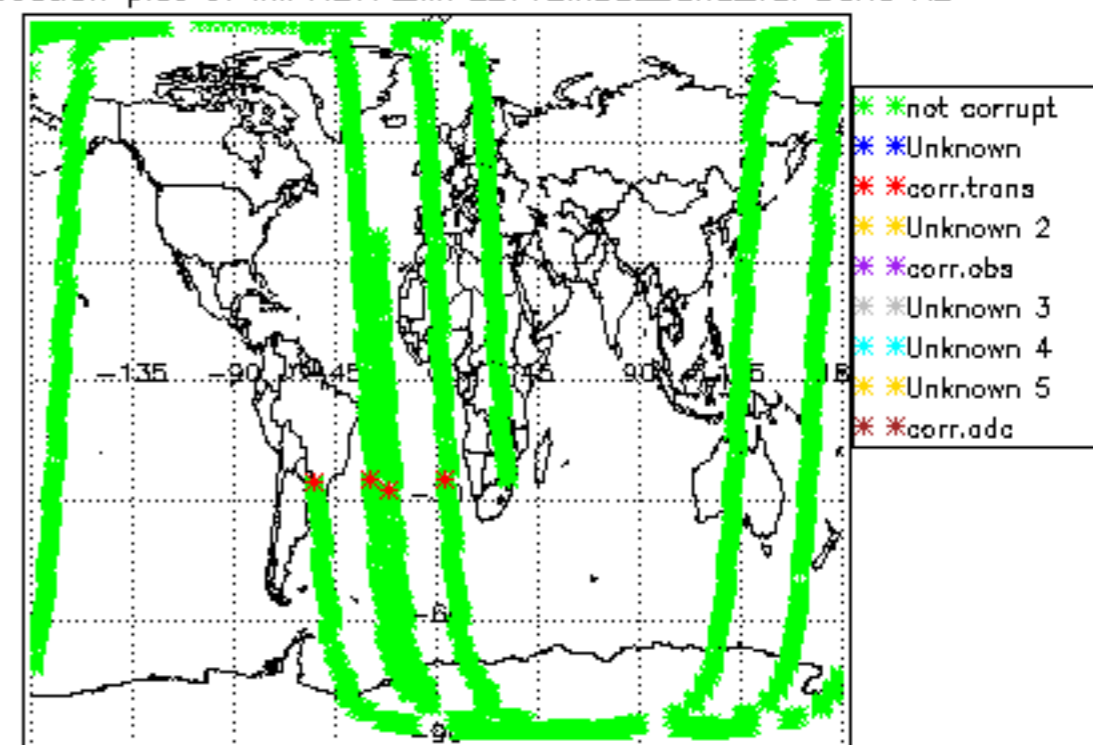 not corrupt
Unknown
corr.trans
Unknown 2
corr.obs
Unknown 3
Unknown 4
Unknown 5
corr.adc
-135 -90 45 45 90
-90